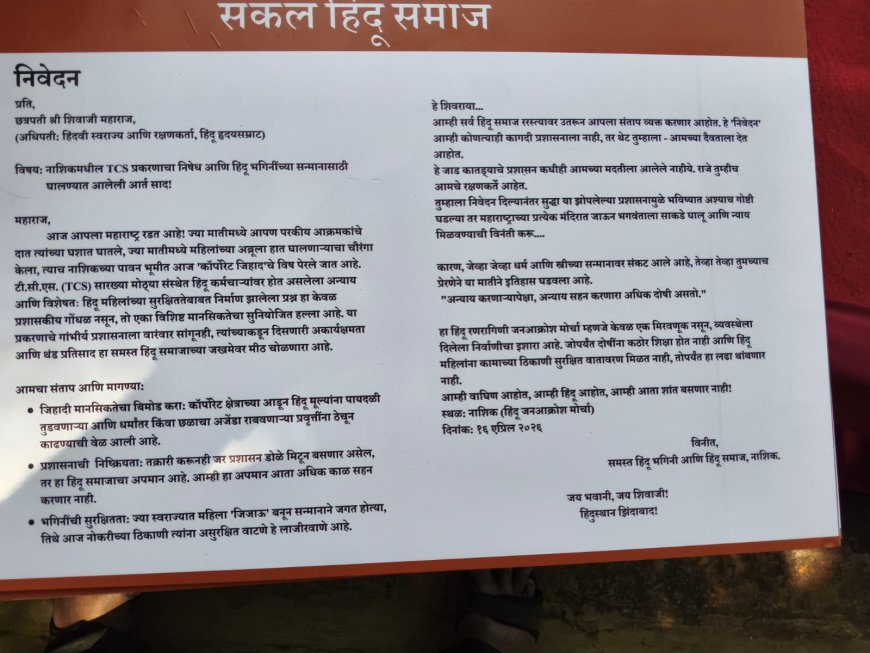 सकल हिंदू समाज
निवेदन
प्रति,
छत्रपती श्री शिवाजी महाराज,
(अधिपती: हिंदवी स्वराज्य आणि रक्षणकर्ता, हिंदू हृदयसम्राट)
विषय: नाशिकमधील TCS प्रकरणाचा निषेध आणि हिंदू भगिनींच्या सन्मानासाठी
घालण्यात आलेली आर्त साद!
महाराज,
आज आपला महाराष्ट्र रडत आहे! ज्या मातीमध्ये आपण परकीय आक्रमकांचे
दात त्यांच्या घशात घातले, ज्या मातीमध्ये महिलांच्या अब्रूला हात घालणाऱ्याचा चौरंगा
केला, त्याच नाशिकच्या पावन भूमीत आज 'कॉर्पोरेट जिहाद'चे विष पेरले जात आहे.
टी.सी.एस. (TCS) सारख्या मोठ्या संस्थेत हिंदू कर्मचाऱ्यांवर होत असलेला अन्याय
आणि विशेषतः हिंदू महिलांच्या सुरक्षिततेबाबत निर्माण झालेला प्रश्न हा केवळ
प्रशासकीय गोंधळ नसून, तो एका विशिष्ट मानसिकतेचा सुनियोजित हल्ला आहे. या
प्रकरणाचे गांभीर्य प्रशासनाला वारंवार सांगूनही, त्यांच्याकडून दिसणारी अकार्यक्षमता
आणि थंड प्रतिसाद हा समस्त हिंदू समाजाच्या जखमेवर मीठ चोळणारा आहे.
आमचा संताप आणि मागण्या:
• जिहादी मानसिकतेचा बिमोड करा: कॉर्पोरेट क्षेत्राच्या आडून हिंदू मूल्यांना पायदळी
तुडवणाऱ्या आणि धर्मांतर किंवा छळाचा अजेंडा राबवणाऱ्या प्रवृत्तींना ठेचून
काढण्याची वेळ आली आहे.
• प्रशासनाची निष्क्रियता: तक्रारी करूनही जर प्रशासन डोळे मिटून बसणार असेल,
तर हा हिंदू समाजाचा अपमान आहे. आम्ही हा अपमान आता अधिक काळ सहन
करणार नाही.
• भगिनींची सुरक्षितता: ज्या स्वराज्यात महिला 'जिजाऊ' बनून सन्मानाने जगत होत्या,
तिथे आज नोकरीच्या ठिकाणी त्यांना असुरक्षित वाटणे हे लाजीरवाणे आहे.
हे शिवराया...
आम्ही सर्व हिंदू समाज रस्त्यावर उतरून आपला संताप व्यक्त करणार आहोत. हे 'निवेदन'
आम्ही कोणत्याही कागदी प्रशासनाला नाही, तर थेट तुम्हाला - आमच्या दैवताला देत
आहोत.
हे जाड कातड्याचे प्रशासन कधीही आमच्या मदतीला आलेले नाहीये. राजे तुम्हीच
आमचे रक्षणकर्ते आहेत.
तुम्हाला निवेदन दिल्यानंतर सुद्धा या झोपलेल्या प्रशासनामुळे भविष्यात अश्याच गोष्टी
घडल्या तर महाराष्ट्राच्या प्रत्येक मंदिरात जाऊन भगवंताला साकडे घालू आणि न्याय
मिळवण्याची विनंती करू....
कारण, जेव्हा जेव्हा धर्म आणि स्त्रीच्या सन्मानावर संकट आले आहे, तेव्हा तेव्हा तुमच्याच
प्रेरणेने या मातीने इतिहास घडवला आहे.
"अन्याय करणाऱ्यापेक्षा, अन्याय सहन करणारा अधिक दोषी असतो."
हा हिंदू रणरागिणी जनआक्रोश मोर्चा म्हणजे केवळ एक मिरवणूक नसून, व्यवस्थेला
दिलेला निर्वाणीचा इशारा आहे. जोपर्यंत दोषींना कठोर शिक्षा होत नाही आणि हिंदू
महिलांना कामाच्या ठिकाणी सुरक्षित वातावरण मिळत नाही, तोपर्यंत हा लढा थांबणार
नाही.
आम्ही वाघिण आहोत, आम्ही हिंदू आहोत, आम्ही आता शांत बसणार नाही!
स्थळ: नाशिक (हिंदू जनआक्रोश मोर्चा)
दिनांक: १६ एप्रिल २०२६
विनीत,
समस्त हिंदू भगिनी आणि हिंदू समाज, नाशिक.
जय भवानी, जय शिवाजी!
हिंदुस्थान झिंदाबाद!